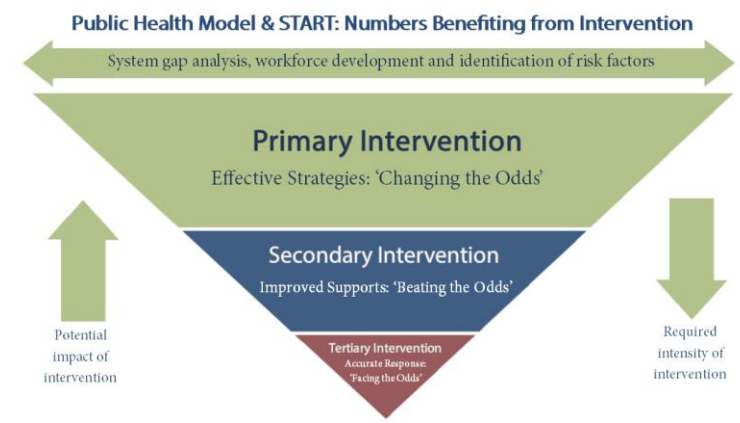 Public Health Model & START: Numbers Benefiting from Intervention
System gap analysis, workforce development and identification of risk factors
Primary Intervention
Effective Strategies: ‘Changing the Odds’
Secondary Intervention
Improved Supports: ‘Beating the Odds’
Tertiary Intervention
Accurate Response:
‘Facing the Odds’
Potential
impact of
intervention
Required
intensity of
intervention